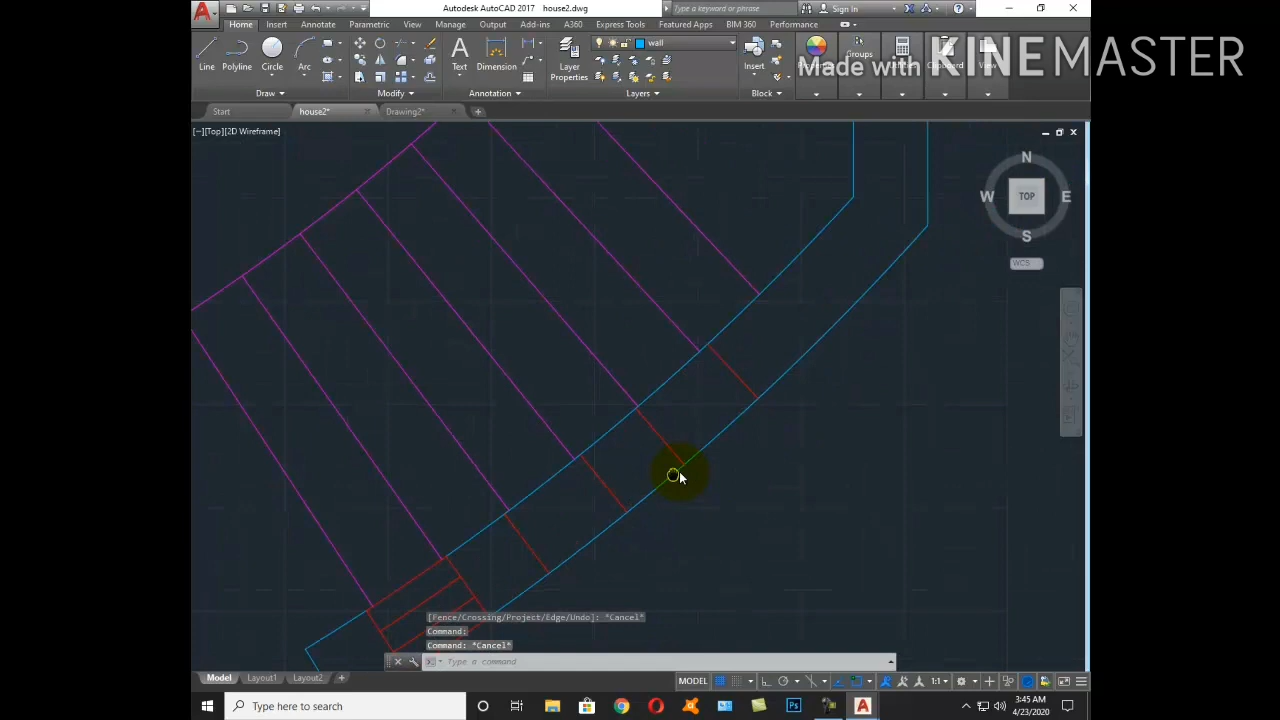 Autodesk AutoCAD 2017 house2.dwg
Type a keyword or phrase
Sign In
Home Insert Annotate Parametric View Manage Output Add-ins A360 Express Tools Featured Apps BIM 360 Performance
wall
Line Polyline Circle Arc
Text Dimension
Layer
Properties
Insert
Groups
Made with KINEMASTER
Draw Modify Annotation Layers Block
Start house2* Drawing2*
[−][Top][2D Wireframe]
N
W TOP E
S
WCS
[Fence/Crossing/Project/Edge/Undo]: *Cancel*
Command:
Command: *Cancel*
Type a command
Model Layout1 Layout2
MODEL 1:1
Type here to search
3:45 AM
4/23/2020